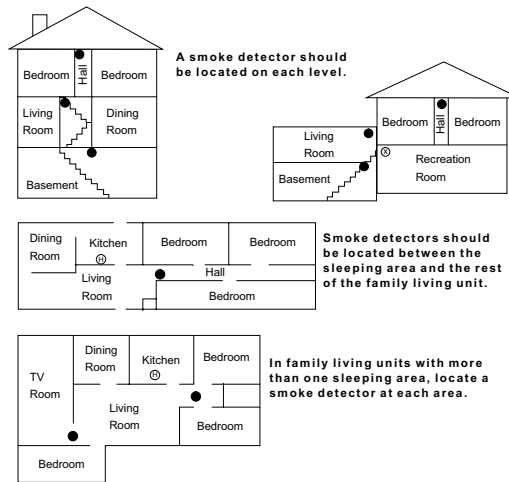 A smoke detector should
be located on each level.
Bedroom
Hall
Bedroom
Living
Room
Dining
Room
Basement
Bedroom
Hall
Bedroom
Living
Room
X
Recreation
Room
Basement
Dining
Room
Kitchen
H
Bedroom
Bedroom
Living
Room
Hall
Bedroom
Smoke detectors should
be located between the
sleeping area and the rest
of the family living unit.
TV
Room
Dining
Room
Kitchen
H
Bedroom
Living
Room
Bedroom
Bedroom
In family living units with more
than one sleeping area, locate a
smoke detector at each area.